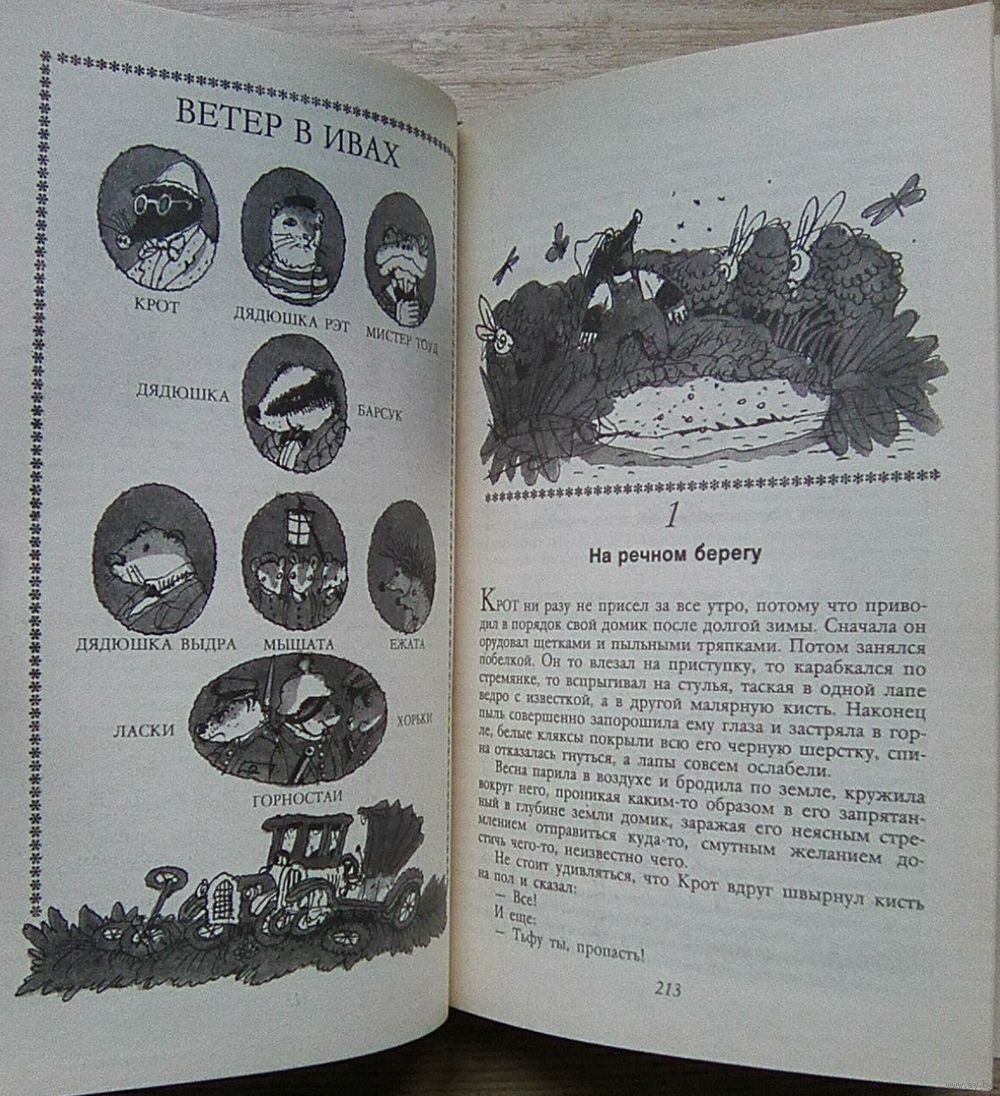 ВЕТЕР В ИВАХ
КРОТ
ДЯДЮШКА РЭТ
МИСТЕР ТОУД
ДЯДЮШКА
БАРСУК
ДЯДЮШКА ВЫДРА
МЫШАТА
ЕЖАТА
ЛАСКИ
ХОРЬКИ
ГОРНОСТАИ
1
На речном берегу
КРОТ ни разу не присел за все утро, потому что приво-
дил в порядок свой домик после долгой зимы. Сначала он
орудовал щетками и пыльными тряпками. Потом занялся
побелкой. Он то влезал на приступку, то карабкался по
стремянке, то вспрыгивал на стулья, таская в одной лапе
ведро с известкой, а в другой малярную кисть. Наконец
пыль совершенно запорошила ему глаза и застряла в гор-
ле, белые кляксы покрыли всю его черную шерстку, спи-
на отказалась гнуться, а лапы совсем ослабели.
Весна парила в воздухе и бродила по земле, кружила
вокруг него, проникая каким-то образом в его запрятан-
ный в глубине земли домик, заражая его неясным стре-
млением отправиться куда-то, смутным желанием до-
стичь чего-то, неизвестно чего.
Не стоит удивляться, что Крот вдруг швырнул кисть
на пол и сказал:
– Все!
И еще:
– Тьфу ты, пропасть!
213
www.ay.by